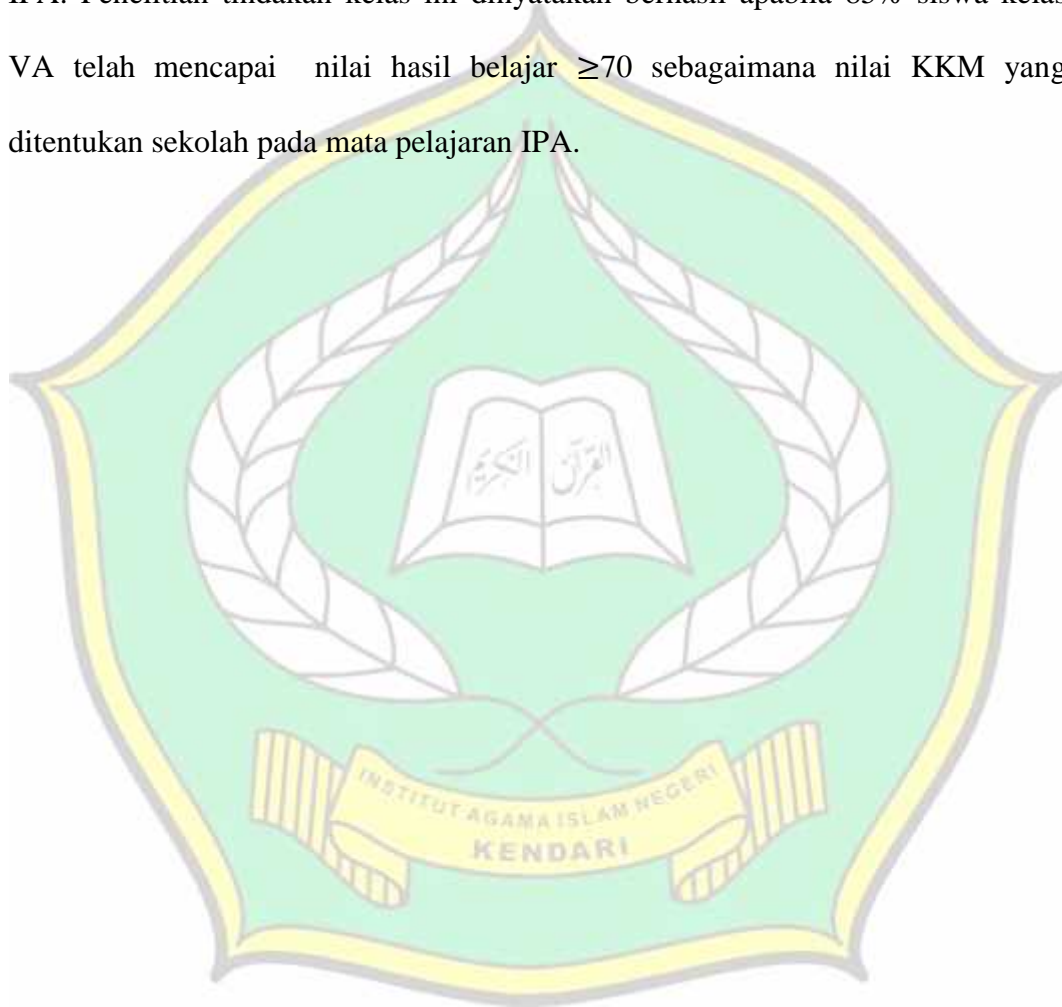 IPA. Penelitian tindakan kelas ini dinyatakan berhasil apabila 85% siswa kelas
VA telah mencapai nilai hasil belajar ≥70 sebagaimana nilai KKM yang
ditentukan sekolah pada mata pelajaran IPA.
القرآن الكريم
INSTITUT AGAMA ISLAM NEGERI
KENDARI